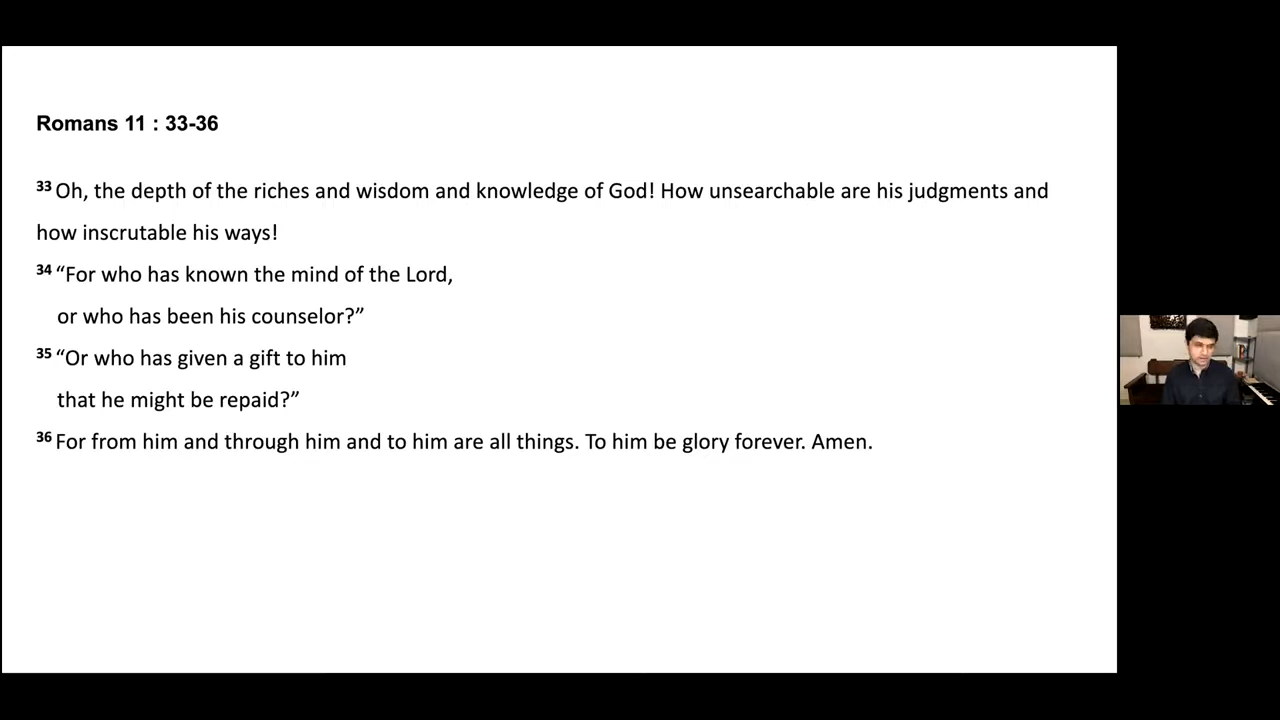 Romans 11 : 33-36
33 Oh, the depth of the riches and wisdom and knowledge of God! How unsearchable are his judgments and
how inscrutable his ways!
34 “For who has known the mind of the Lord,
or who has been his counselor?”
35 “Or who has given a gift to him
that he might be repaid?”
36 For from him and through him and to him are all things. To him be glory forever. Amen.